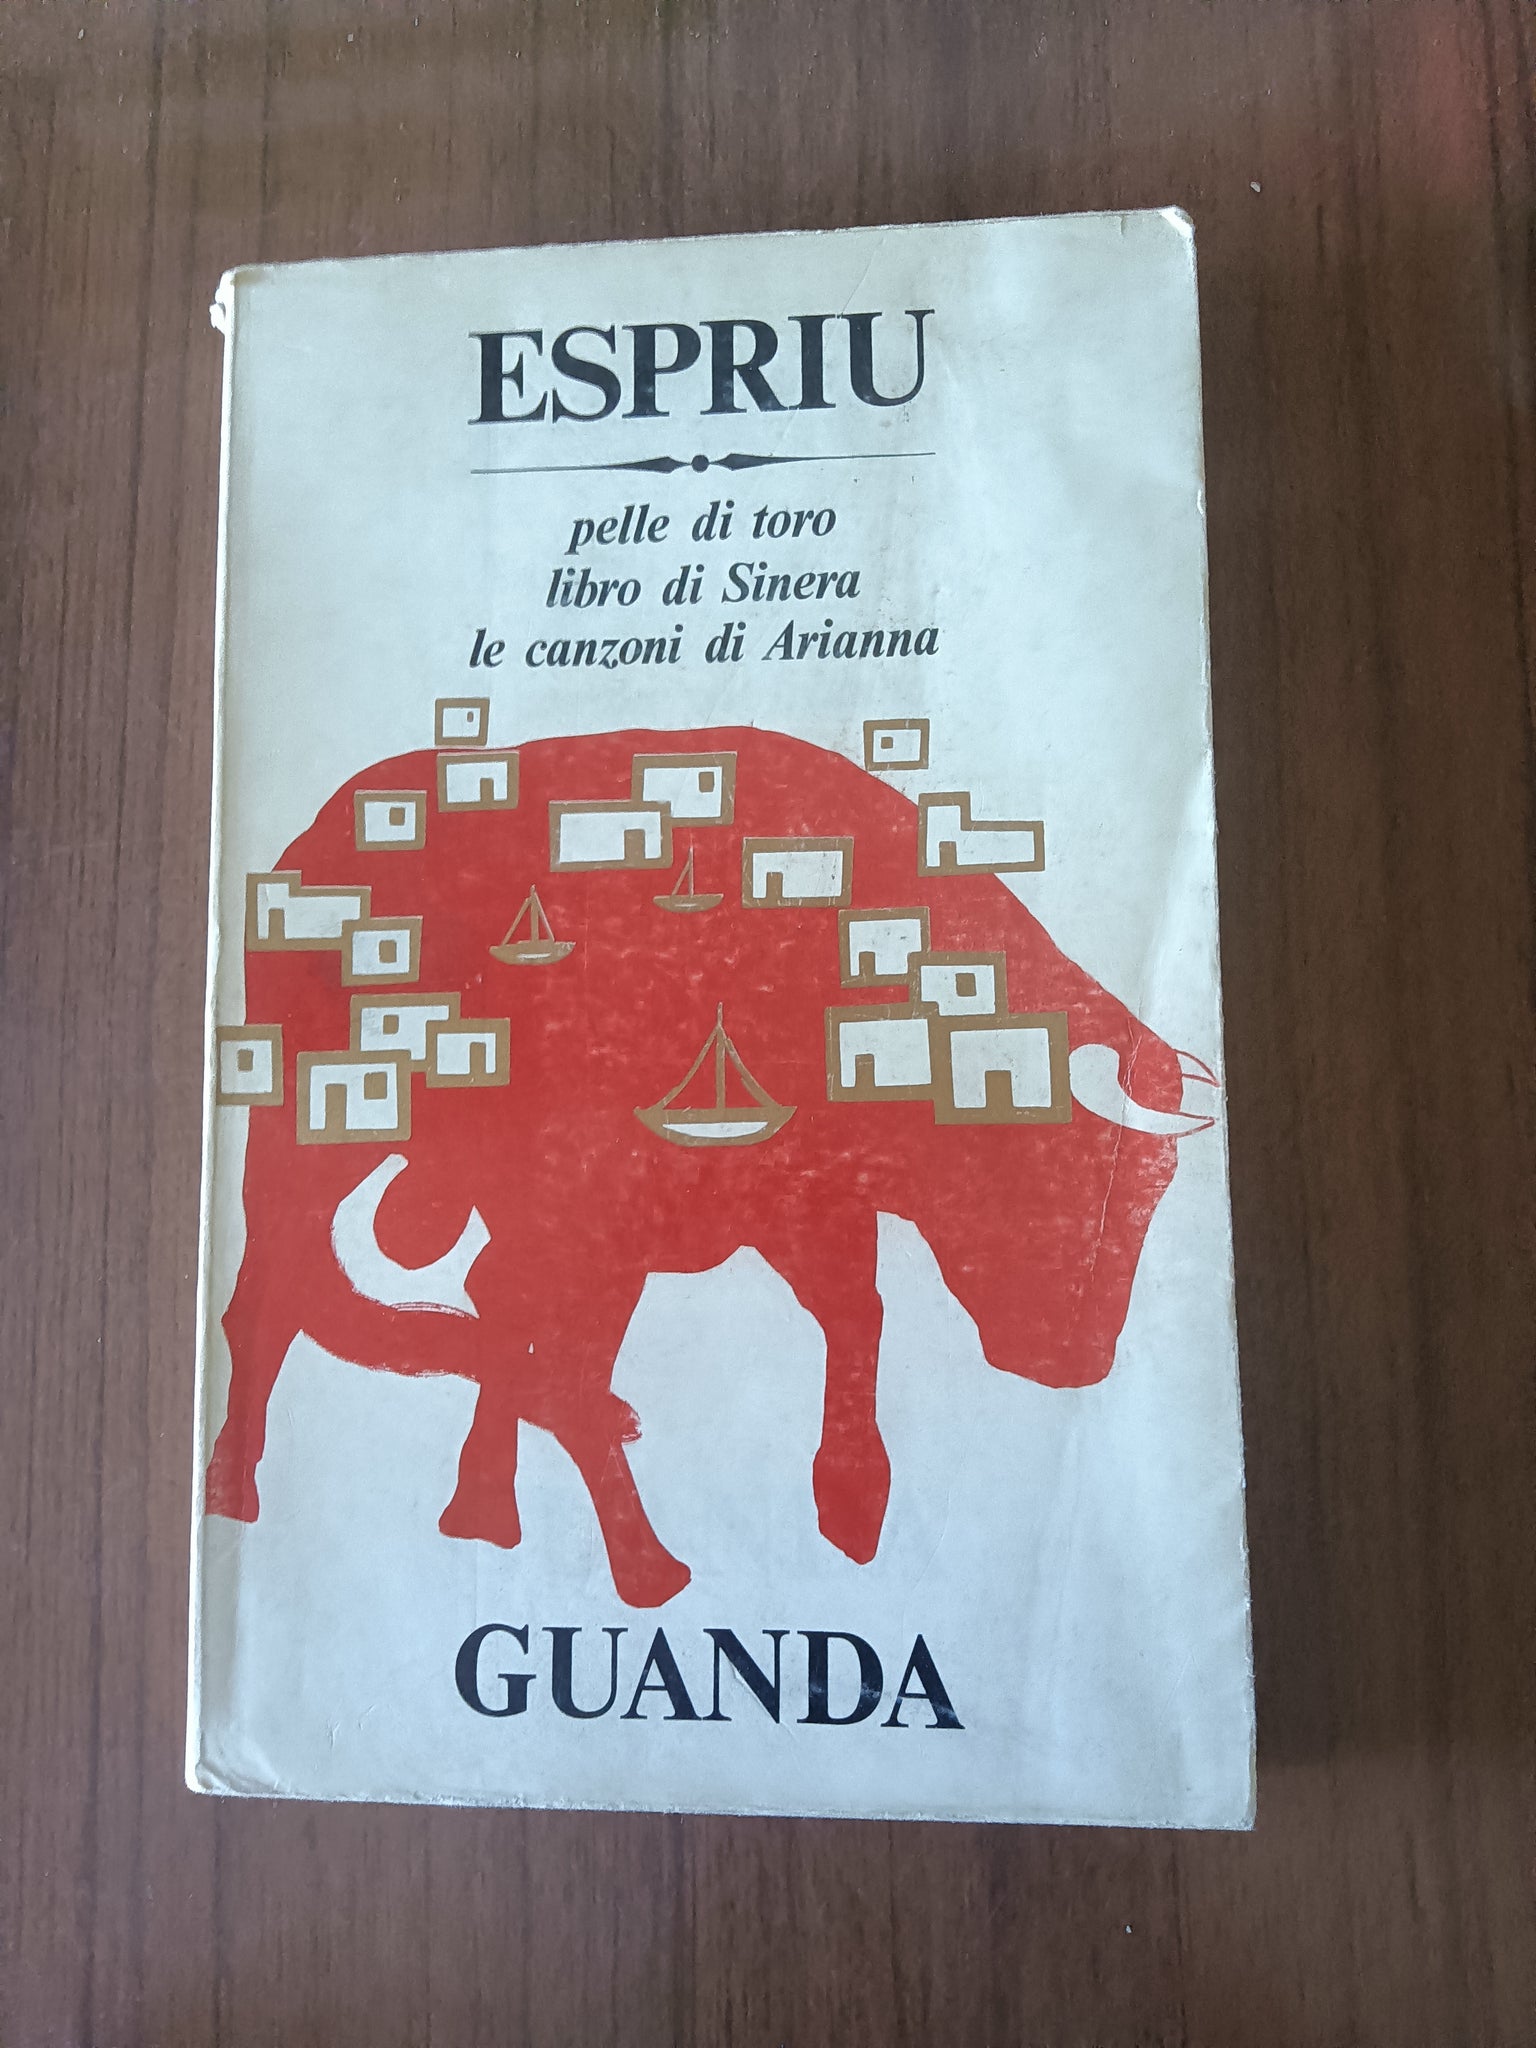 ESPRIU
pelle di toro
libro di Sinera
le canzoni di Arianna
GUANDA